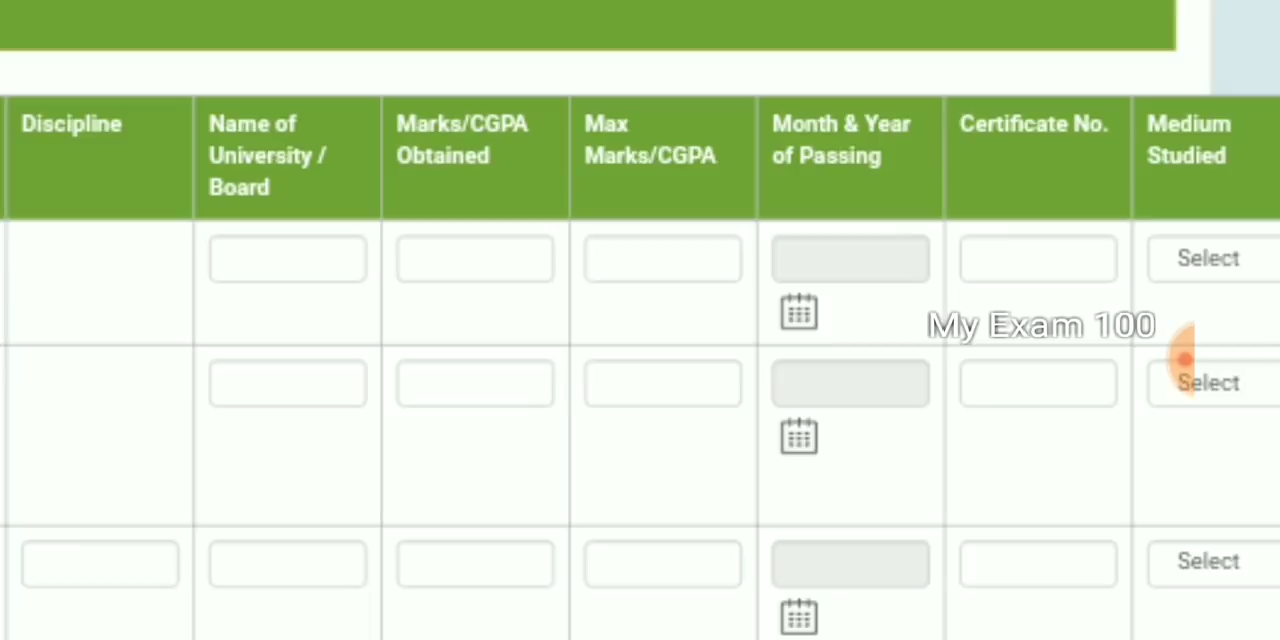 Discipline
Name of
University /
Board
Marks/CGPA
Obtained
Max
Marks/CGPA
Month & Year
of Passing
Certificate No.
Medium
Studied
Select
My Exam 100
Select
Select